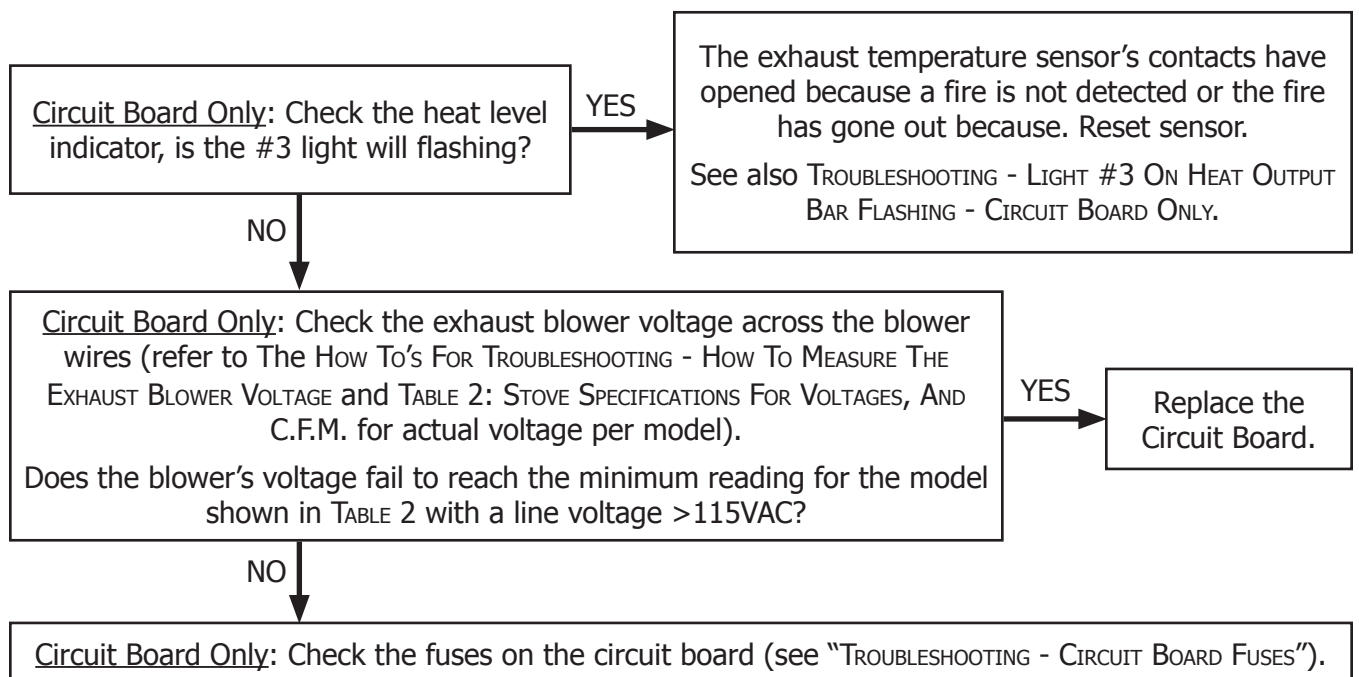 Circuit Board Only: Check the heat level
indicator, is the #3 light will flashing?
YES
The exhaust temperature sensor's contacts have
opened because a fire is not detected or the fire
has gone out because. Reset sensor.
See also TROUBLESHOOTING - LIGHT #3 ON HEAT OUTPUT
BAR FLASHING - CIRCUIT BOARD ONLY.
NO
Circuit Board Only: Check the exhaust blower voltage across the blower
wires (refer to The HOW TO'S FOR TROUBLESHOOTING - HOW TO MEASURE THE
EXHAUST BLOWER VOLTAGE and TABLE 2: STOVE SPECIFICATIONS FOR VOLTAGES, AND
C.F.M. for actual voltage per model).
Does the blower's voltage fail to reach the minimum reading for the model
shown in TABLE 2 with a line voltage >115VAC?
YES
Replace the
Circuit Board.
NO
Circuit Board Only: Check the fuses on the circuit board (see “TROUBLESHOOTING - CIRCUIT BOARD FUSES”).